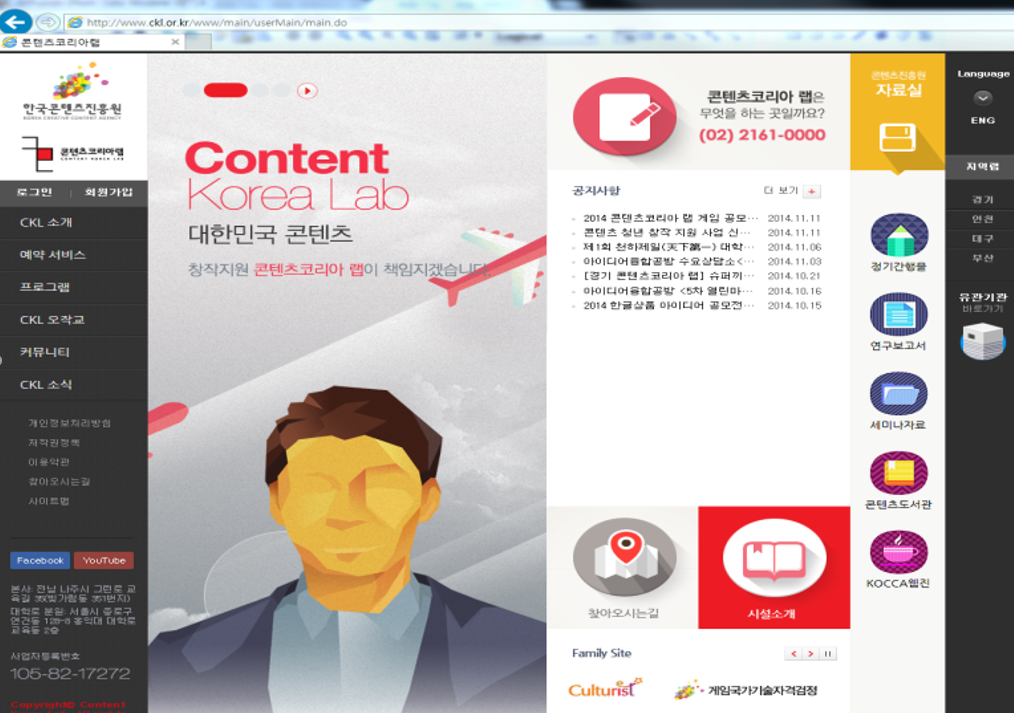 http://www.ckl.or.kr/www/main/userMain/main.do
콘텐츠코리아랩
한국콘텐츠진흥원
KOREA CREATIVE CONTENT AGENCY
콘텐츠코리아랩
CONTENT KOREA LAB
로그인 | 회원가입
CKL 소개
예약 서비스
프로그램
CKL 오작교
커뮤니티
CKL 소식
개인정보처리방침
저작권정책
이용약관
찾아오시는길
사이트맵
Facebook
YouTube
본사: 전남 나주시 교육길 35(빛가람동 351번지)
대학로 분원: 서울시 종로구
연건동 128-8 홍익대 대학로
교육동 2층
사업자등록번호
105-82-17272
Copyright© Content
Content
Korea Lab
대한민국 콘텐츠
창작지원 콘텐츠코리아 랩이 책임지겠습니다.
콘텐츠코리아 랩은
무엇을 하는 곳일까요?
(02) 2161-0000
공지사항
더 보기 +
2014 콘텐츠코리아 랩 게임 공모··· 2014.11.11
콘텐츠 청년 창작 지원 사업 신··· 2014.11.11
제1회 천하제일(天下第一) 대학··· 2014.11.06
아이디어융합공방 수요상담소<··· 2014.11.03
[경기 콘텐츠코리아 랩] 슈퍼끼··· 2014.10.21
아이디어융합공방 <5차 열린마··· 2014.10.16
2014 한글상품 아이디어 공모전··· 2014.10.15
찾아오시는길
시설소개
Family Site
Culturist
게임국가기술자격검정
콘텐츠진흥원
자료실
정기간행물
연구보고서
세미나자료
콘텐츠도서관
KOCCA웹진
Language
ENG
지역랩
경기
인천
대구
부산
유관기관
바로가기